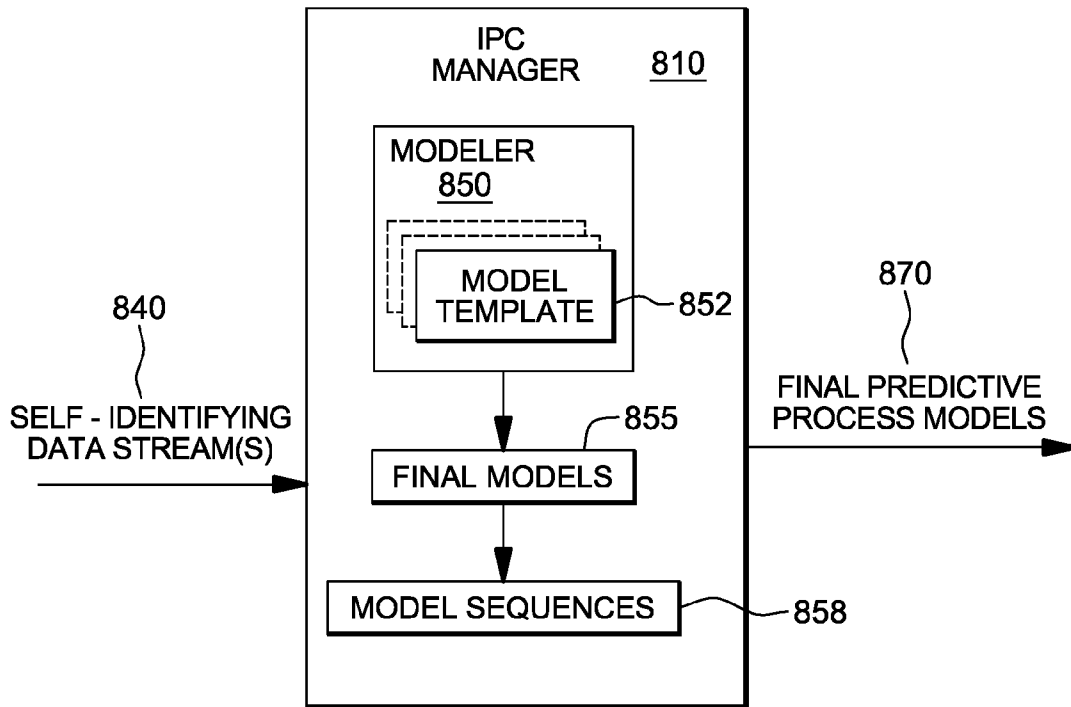 IPC
MANAGER
810
MODELER
850
MODEL
TEMPLATE
852
840
SELF - IDENTIFYING
DATA STREAM(S)
870
FINAL PREDICTIVE
PROCESS MODELS
855
FINAL MODELS
MODEL SEQUENCES
858